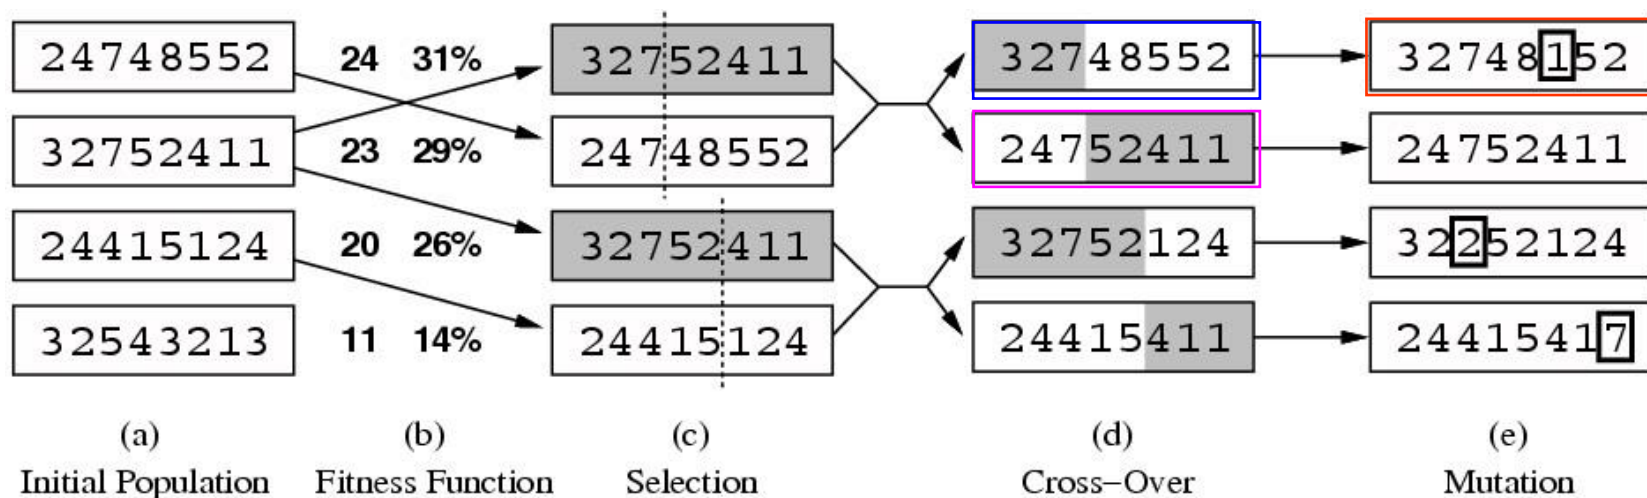 24748552 24 31% 32752411 32748552 32748152
32752411 23 29% 24748552 24752411 24752411
24415124 20 26% 32752411 32752124 32252124
32543213 11 14% 24415124 24415411 24415417
(a) (b) (c) (d) (e)
Initial Population Fitness Function Selection Cross−Over Mutation